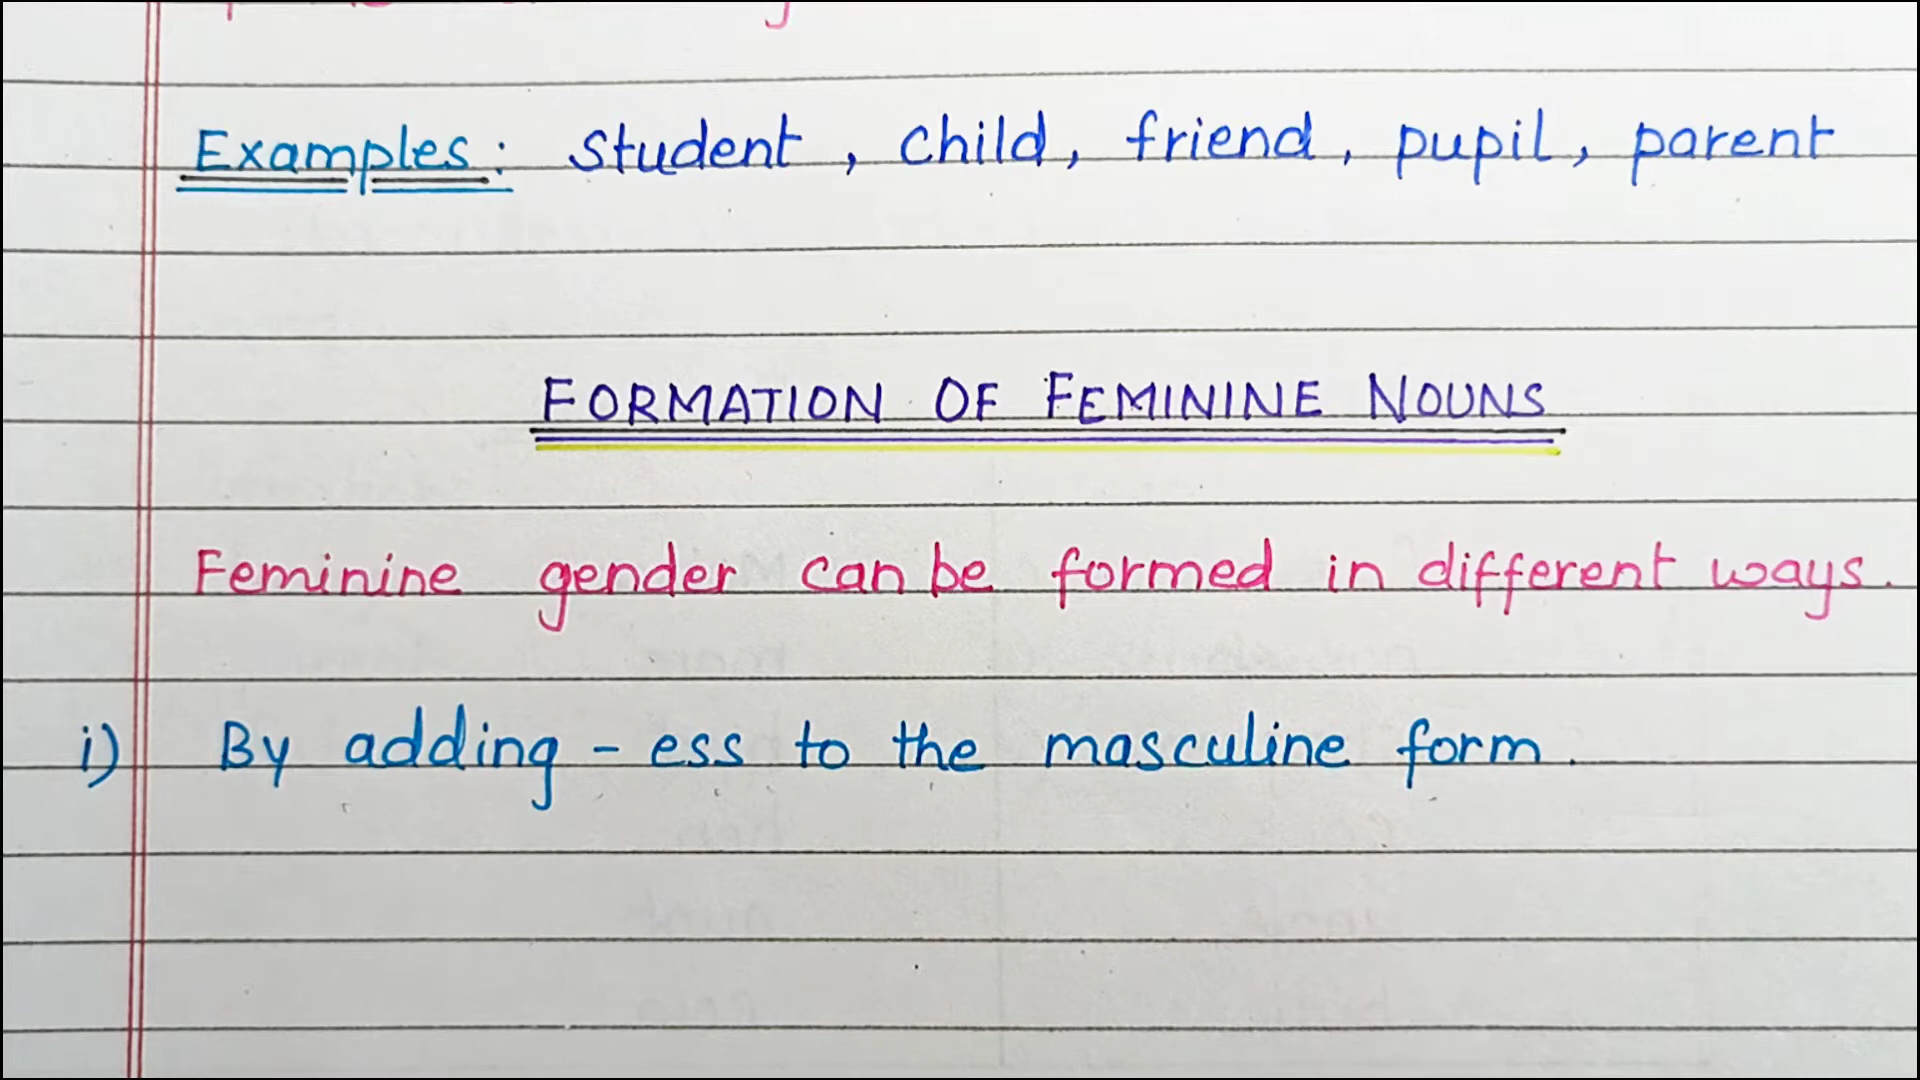 Examples: student, child, friend, pupil, parent
FORMATION OF FEMININE NOUNS
Feminine gender can be formed in different ways.
i) By adding - ess to the masculine form.